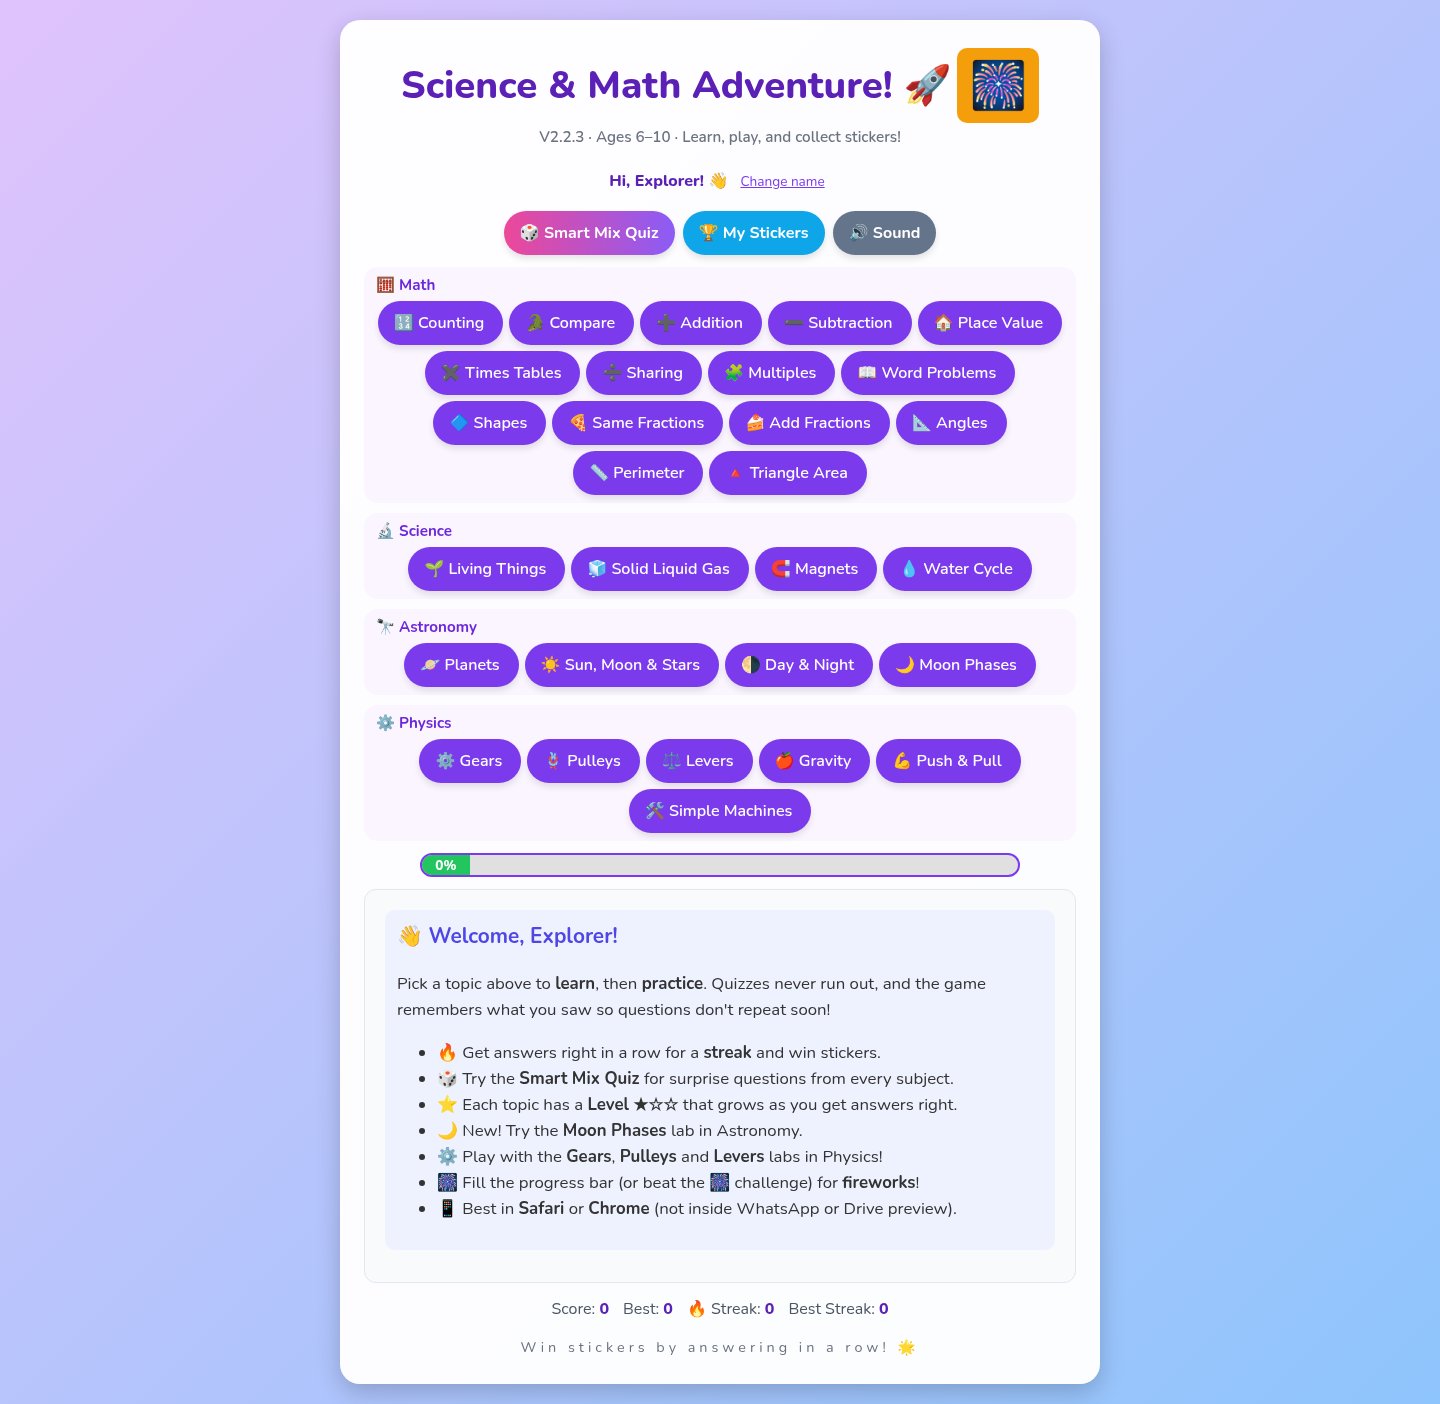 Science & Math Adventure! 🚀 🎆
V2.2.3 · Ages 6–10 · Learn, play, and collect stickers!
Hi, Explorer! 👋 Change name
🎲 Smart Mix Quiz 🏆 My Stickers 🔊 Sound
🧮 Math
🔢 Counting 🐊 Compare ➕ Addition ➖ Subtraction 🏠 Place Value
✖️ Times Tables ➗ Sharing 🧩 Multiples 📖 Word Problems
🔷 Shapes 🍕 Same Fractions 🍰 Add Fractions 📐 Angles
📏 Perimeter 🔺 Triangle Area
🔬 Science
🌱 Living Things 🧊 Solid Liquid Gas 🧲 Magnets 💧 Water Cycle
🔭 Astronomy
🪐 Planets ☀️ Sun, Moon & Stars 🌗 Day & Night 🌙 Moon Phases
⚙️ Physics
⚙️ Gears 🪢 Pulleys ⚖️ Levers 🍎 Gravity 💪 Push & Pull
🛠️ Simple Machines
0%
👋 Welcome, Explorer!
Pick a topic above to learn, then practice. Quizzes never run out, and the game
remembers what you saw so questions don't repeat soon!
• 🔥 Get answers right in a row for a streak and win stickers.
• 🎲 Try the Smart Mix Quiz for surprise questions from every subject.
• ⭐ Each topic has a Level ★☆☆ that grows as you get answers right.
• 🌙 New! Try the Moon Phases lab in Astronomy.
• ⚙️ Play with the Gears, Pulleys and Levers labs in Physics!
• 🎆 Fill the progress bar (or beat the 🎆 challenge) for fireworks!
• 📱 Best in Safari or Chrome (not inside WhatsApp or Drive preview).
Score: 0 Best: 0 🔥 Streak: 0 Best Streak: 0
Win stickers by answering in a row! 🌟